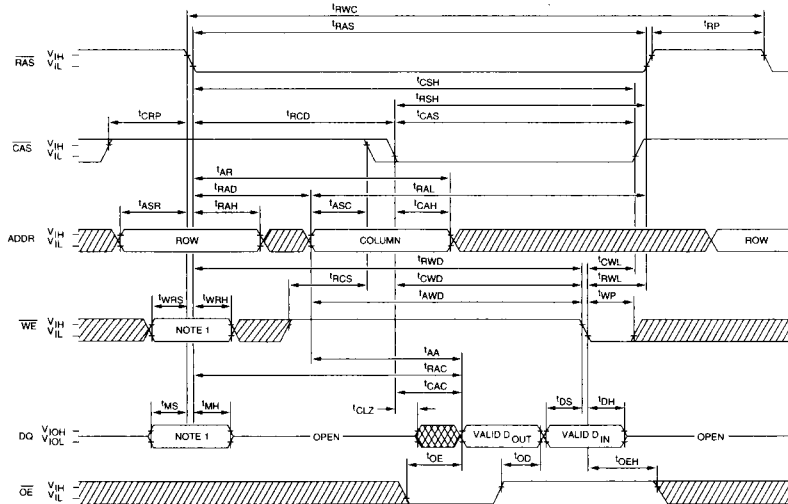 tRWC
tRAS tRP
RAS VIH VIL
tCSH
tRSH
tCRP tRCD tCAS
CAS VIH VIL
tAR
tRAD tRAL
tASR tRAH tASC tCAH
ADDR VIH VIL ROW COLUMN ROW
tRWD tCWL
tRCS tCWD tRWL
tWRS tWRH tAWD tWP
WE VIH VIL NOTE 1
tAA
tRAC
tCAC
tMS tMH tCLZ tDS tDH
DQ VIOH VIOL NOTE 1 OPEN VALID DOUT VALID DIN OPEN
tOE tOD tOEH
OE VIH VIL